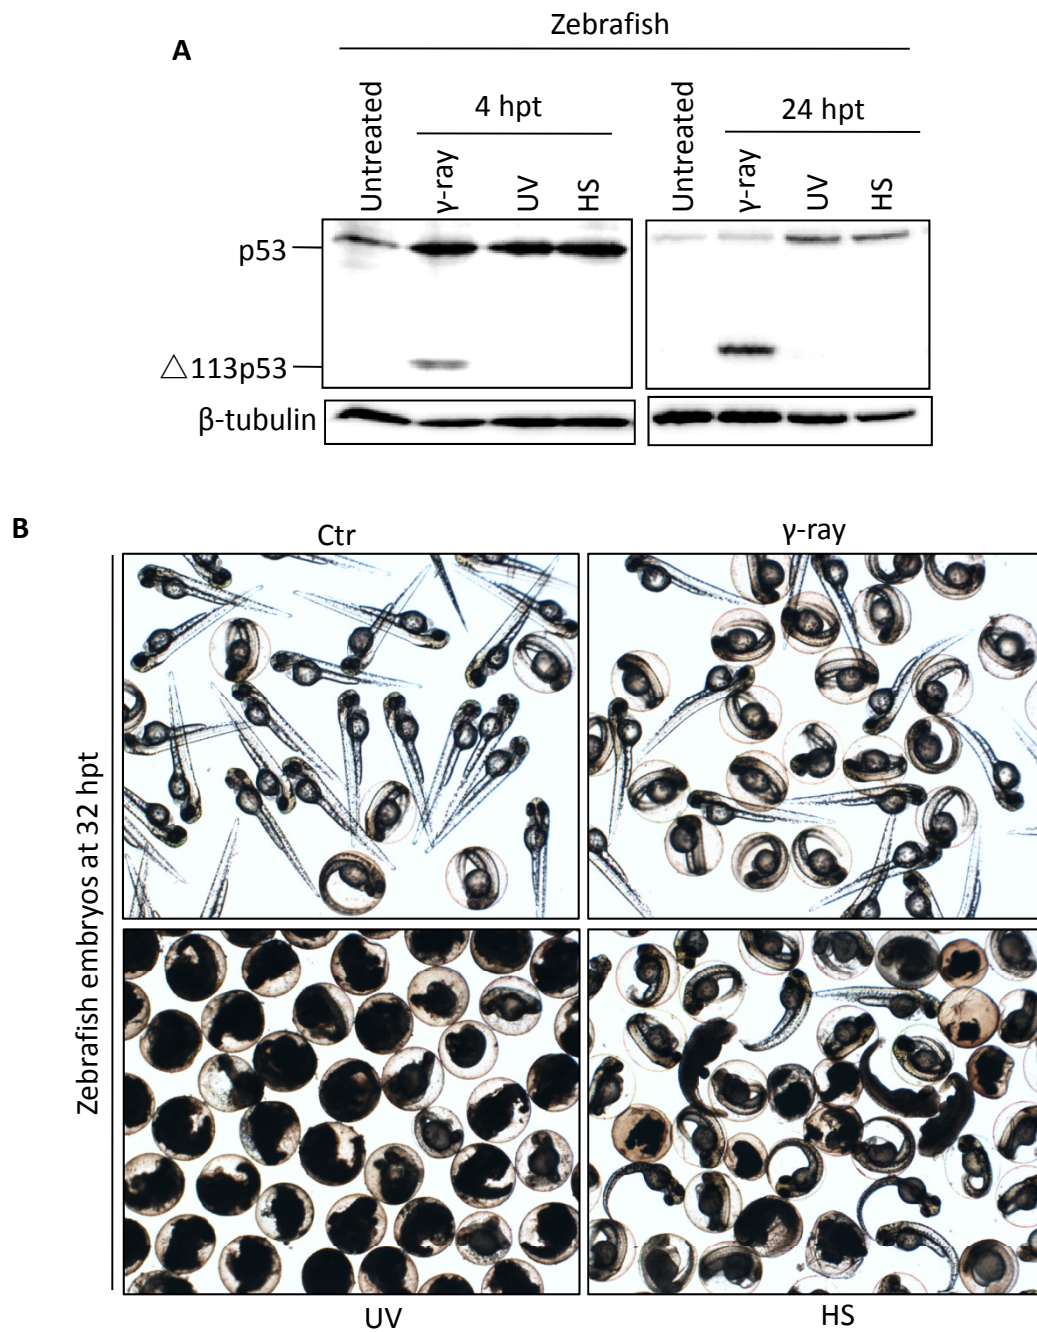 Zebrafish
A
Untreated
4 hpt
γ-ray
UV
HS
Untreated
24 hpt
γ-ray
UV
HS
p53
△113p53
β-tubulin
B
Ctr
γ-ray
Zebrafish embryos at 32 hpt
UV
HS